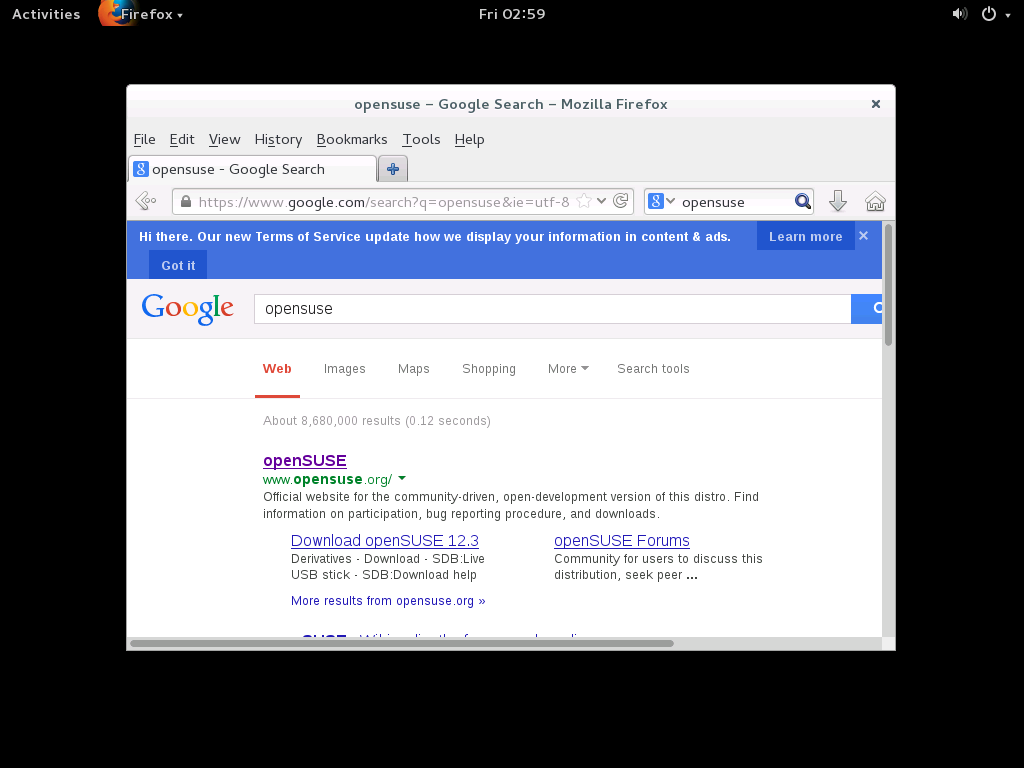 Activities Firefox Fri 02:59
opensuse – Google Search – Mozilla Firefox
File Edit View History Bookmarks Tools Help
opensuse - Google Search
https://www.google.com/search?q=opensuse&ie=utf-8 opensuse
Hi there. Our new Terms of Service update how we display your information in content & ads. Learn more
Got it
Google opensuse
Web Images Maps Shopping More Search tools
About 8,680,000 results (0.12 seconds)
openSUSE
www.opensuse.org/
Official website for the community-driven, open-development version of this distro. Find
information on participation, bug reporting procedure, and downloads.
Download openSUSE 12.3
Derivatives - Download - SDB:Live
USB stick - SDB:Download help
openSUSE Forums
Community for users to discuss this
distribution, seek peer ...
More results from opensuse.org »